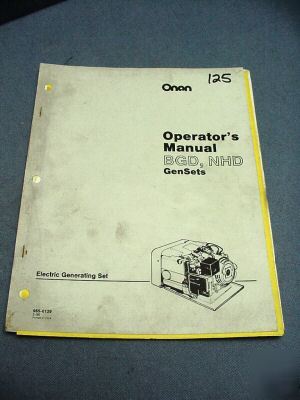 125
Onan
Operator's
Manual
BGD, NHD
GenSets
Electric Generating Set